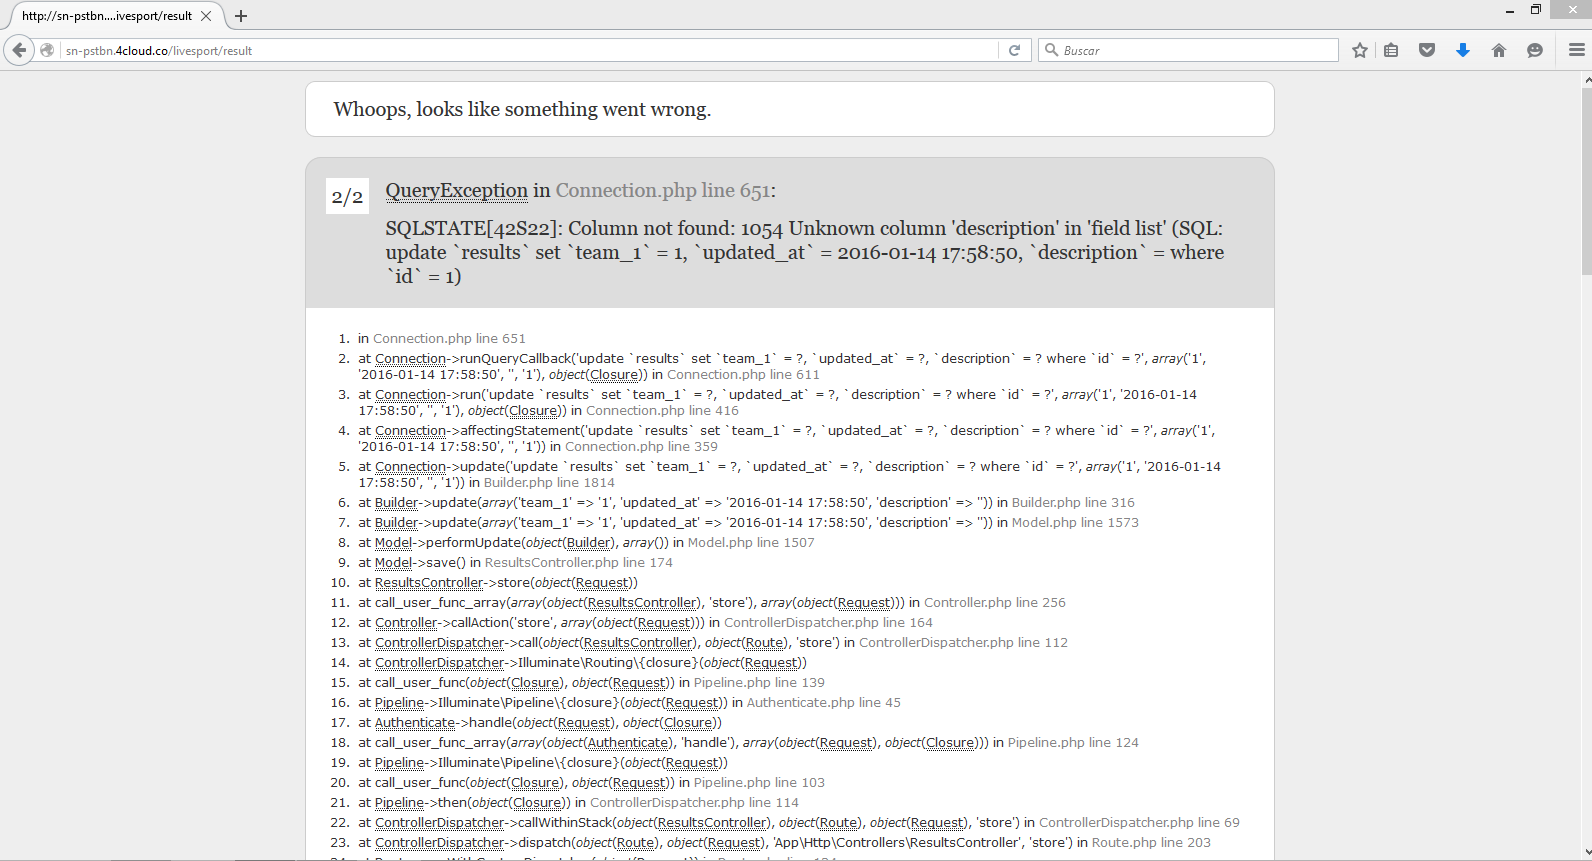 http://sn-pstbn....ivesport/result
sn-pstbn.4cloud.co/livesport/result
Buscar
Whoops, looks like something went wrong.
2/2
QueryException in Connection.php line 651:
SQLSTATE[42S22]: Column not found: 1054 Unknown column 'description' in 'field list' (SQL:
update `results` set `team_1` = 1, `updated_at` = 2016-01-14 17:58:50, `description` = where
`id` = 1)
1. in Connection.php line 651
2. at Connection->runQueryCallback('update `results` set `team_1` = ?, `updated_at` = ?, `description` = ? where `id` = ?', array('1',
'2016-01-14 17:58:50', '', '1'), object(Closure)) in Connection.php line 611
3. at Connection->run('update `results` set `team_1` = ?, `updated_at` = ?, `description` = ? where `id` = ?', array('1', '2016-01-14
17:58:50', '', '1'), object(Closure)) in Connection.php line 416
4. at Connection->affectingStatement('update `results` set `team_1` = ?, `updated_at` = ?, `description` = ? where `id` = ?', array('1',
'2016-01-14 17:58:50', '', '1')) in Connection.php line 359
5. at Connection->update('update `results` set `team_1` = ?, `updated_at` = ?, `description` = ? where `id` = ?', array('1', '2016-01-14
17:58:50', '', '1')) in Builder.php line 1814
6. at Builder->update(array('team_1' => '1', 'updated_at' => '2016-01-14 17:58:50', 'description' => '')) in Builder.php line 316
7. at Builder->update(array('team_1' => '1', 'updated_at' => '2016-01-14 17:58:50', 'description' => '')) in Model.php line 1573
8. at Model->performUpdate(object(Builder), array()) in Model.php line 1507
9. at Model->save() in ResultsController.php line 174
10. at ResultsController->store(object(Request))
11. at call_user_func_array(array(object(ResultsController), 'store'), array(object(Request))) in Controller.php line 256
12. at Controller->callAction('store', array(object(Request))) in ControllerDispatcher.php line 164
13. at ControllerDispatcher->call(object(ResultsController), object(Route), 'store') in ControllerDispatcher.php line 112
14. at ControllerDispatcher->Illuminate\Routing\{closure}(object(Request))
15. at call_user_func(object(Closure), object(Request)) in Pipeline.php line 139
16. at Pipeline->Illuminate\Pipeline\{closure}(object(Request)) in Authenticate.php line 45
17. at Authenticate->handle(object(Request), object(Closure))
18. at call_user_func_array(array(object(Authenticate), 'handle'), array(object(Request), object(Closure))) in Pipeline.php line 124
19. at Pipeline->Illuminate\Pipeline\{closure}(object(Request))
20. at call_user_func(object(Closure), object(Request)) in Pipeline.php line 103
21. at Pipeline->then(object(Closure)) in ControllerDispatcher.php line 114
22. at ControllerDispatcher->callWithinStack(object(ResultsController), object(Route), object(Request), 'store') in ControllerDispatcher.php line 69
23. at ControllerDispatcher->dispatch(object(Route), object(Request), 'App\Http\Controllers\ResultsController', 'store') in Route.php line 203